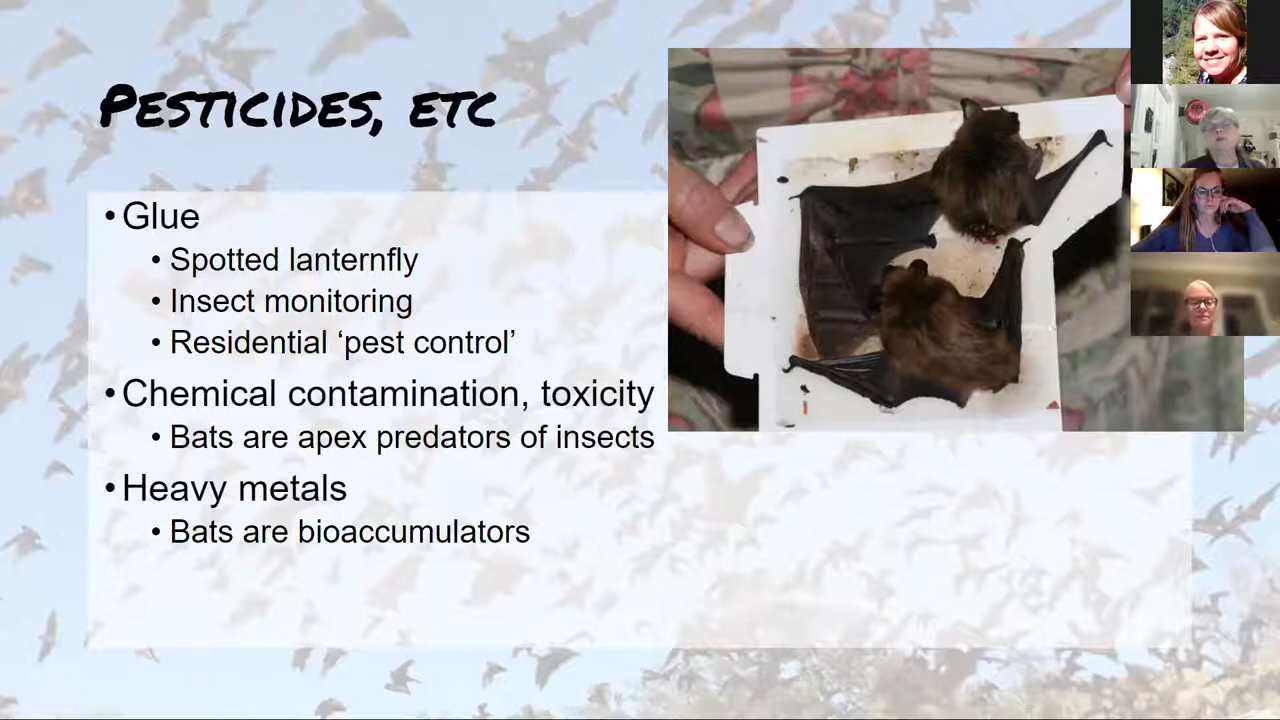 PESTICIDES, ETC
• Glue
• Spotted lanternfly
• Insect monitoring
• Residential ‘pest control’
• Chemical contamination, toxicity
• Bats are apex predators of insects
• Heavy metals
• Bats are bioaccumulators